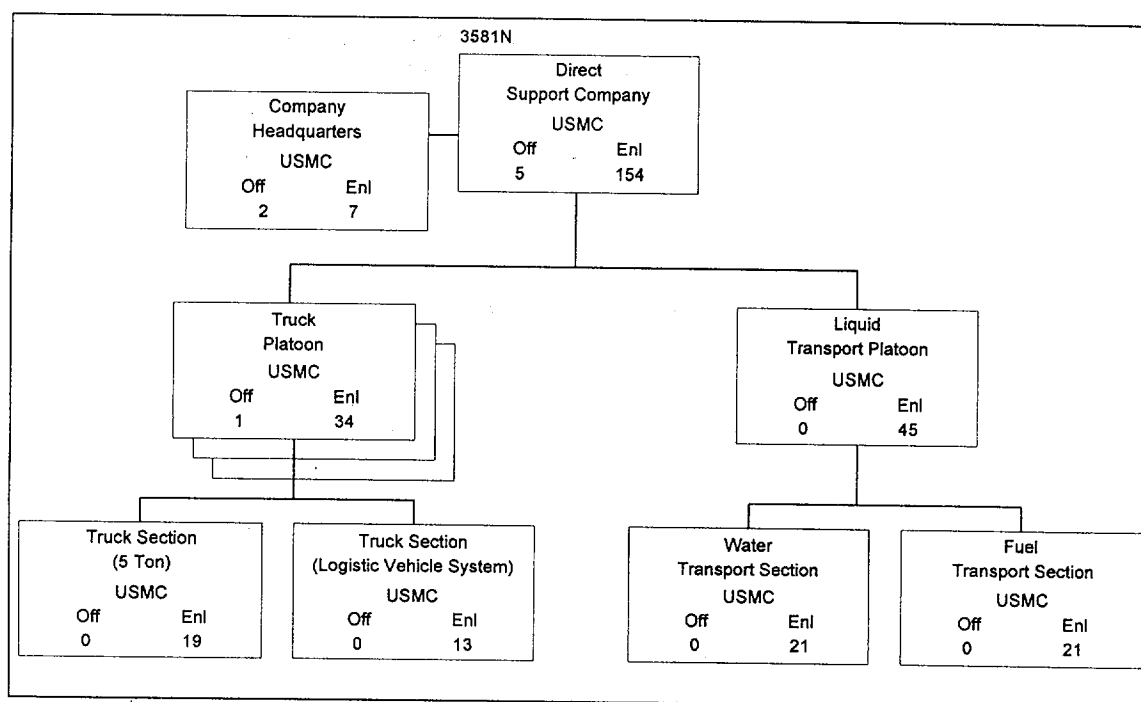 3581N
Direct
Support Company
USMC
Off Enl
5 154
Company
Headquarters
USMC
Off Enl
2 7
Truck
Platoon
USMC
Off Enl
1 34
Liquid
Transport Platoon
USMC
Off Enl
0 45
Truck Section
(5 Ton)
USMC
Off Enl
0 19
Truck Section
(Logistic Vehicle System)
USMC
Off Enl
0 13
Water
Transport Section
USMC
Off Enl
0 21
Fuel
Transport Section
USMC
Off Enl
0 21